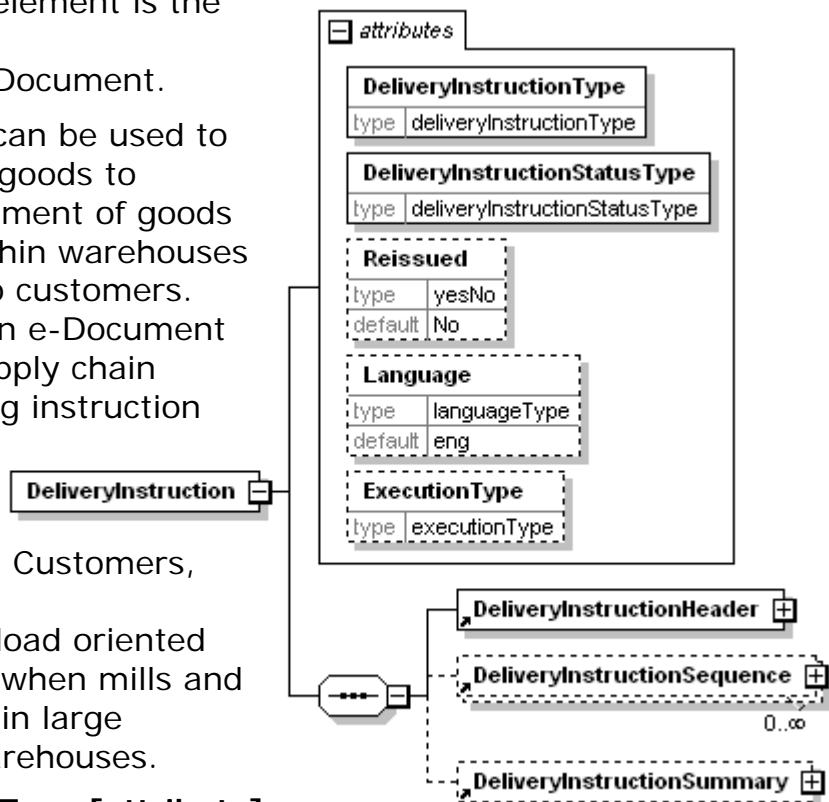 element is the
Document.
can be used to
goods to
ment of goods
hin warehouses
customers.
n e-Document
pply chain
g instruction
Customers,
load oriented
when mills and
in large
rehouses.
attributes
DeliveryInstructionType
type deliveryInstructionType
DeliveryInstructionStatusType
type deliveryInstructionStatusType
Reissued
type yesNo
default No
Language
type languageType
default eng
ExecutionType
type executionType
DeliveryInstruction
DeliveryInstructionHeader
DeliveryInstructionSequence
0..∞
DeliveryInstructionSummary